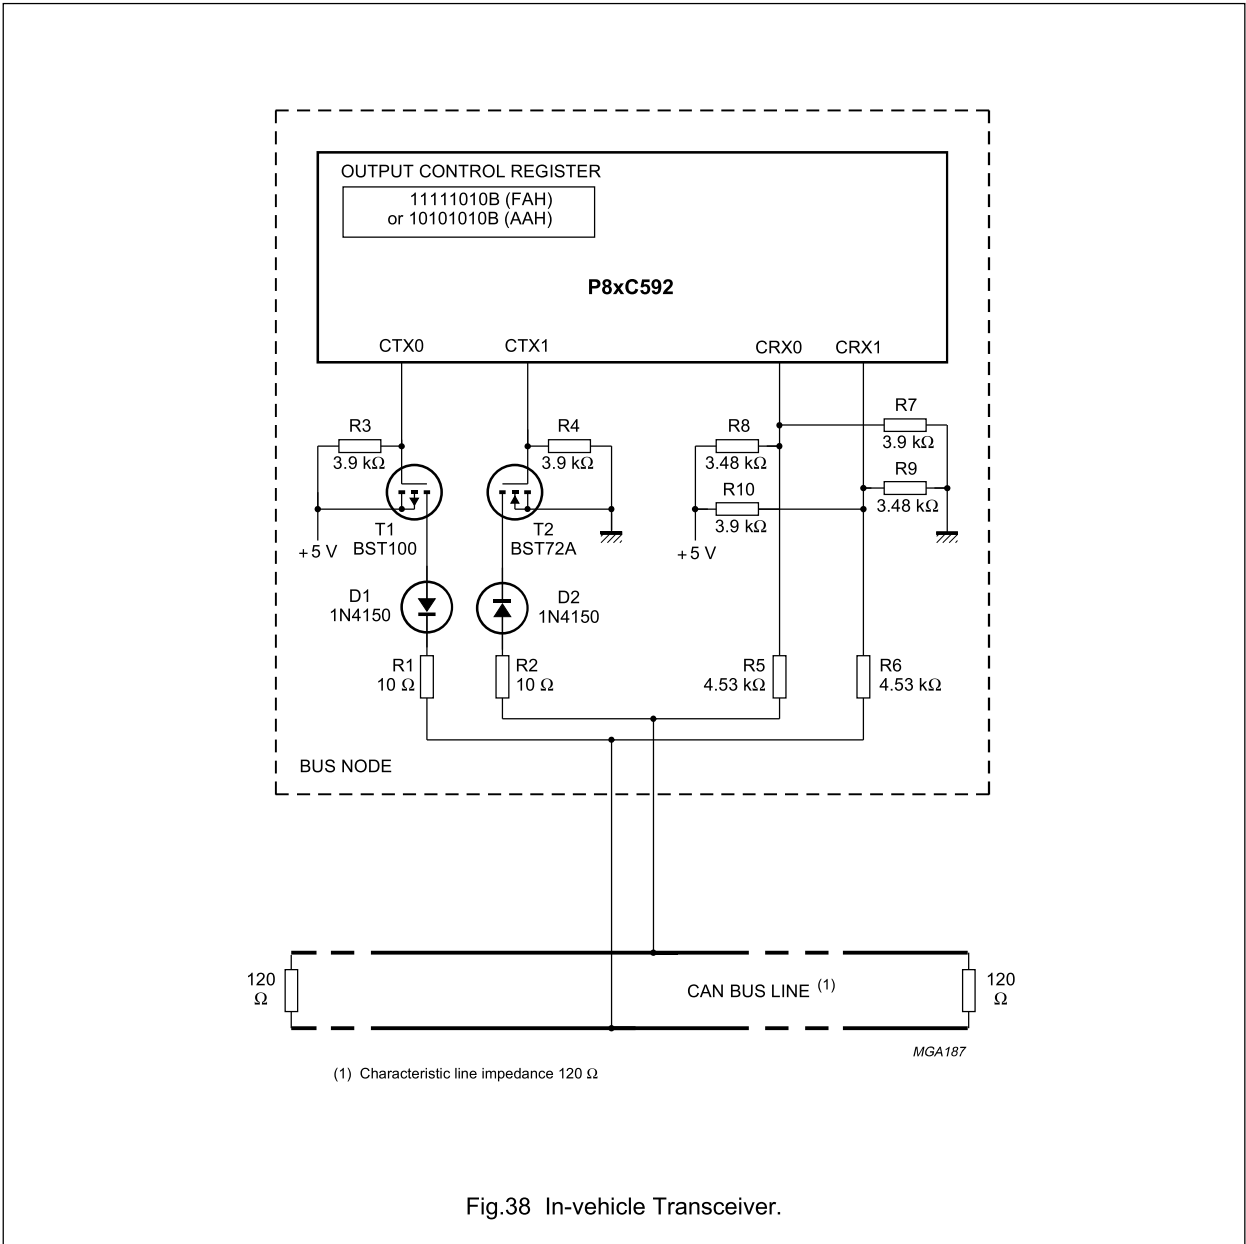 OUTPUT CONTROL REGISTER
11111010B (FAH)
or 10101010B (AAH)
P8xC592
CTX0
CTX1
CRX0
CRX1
R3
3.9 kΩ
R4
3.9 kΩ
R8
3.48 kΩ
R7
3.9 kΩ
R9
3.48 kΩ
R10
3.9 kΩ
+5 V
T1
BST100
T2
BST72A
+5 V
D1
1N4150
D2
1N4150
R1
10 Ω
R2
10 Ω
R5
4.53 kΩ
R6
4.53 kΩ
BUS NODE
120
Ω
CAN BUS LINE (1)
120
Ω
MGA187
(1) Characteristic line impedance 120 Ω
Fig.38 In-vehicle Transceiver.